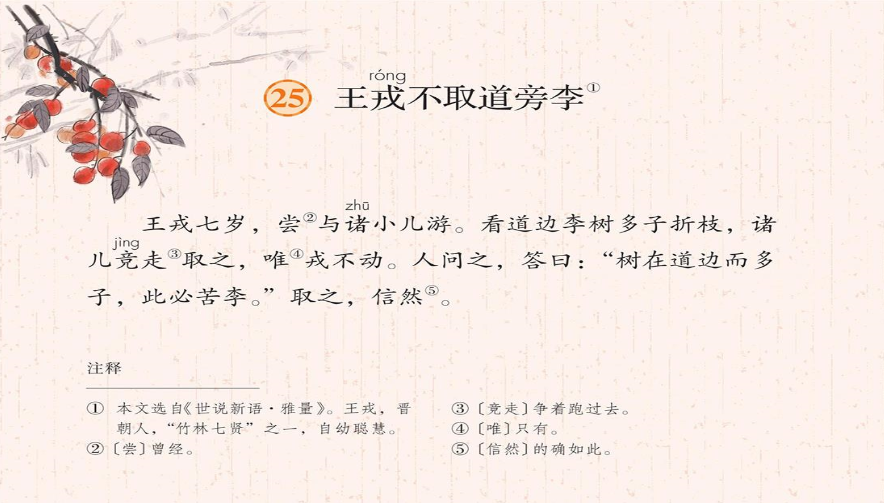 róng
25 王戎不取道旁李①
zhū
王戎七岁，尝②与诸小儿游。看道边李树多子折枝，诸
jìng
儿竞走③取之，唯④戎不动。人问之，答曰：“树在道边而多
子，此必苦李。”取之，信然⑤。
注释
① 本文选自《世说新语·雅量》。王戎，晋
朝人，“竹林七贤”之一，自幼聪慧。
② 〔尝〕曾经。
③ 〔竞走〕争着跑过去。
④ 〔唯〕只有。
⑤ 〔信然〕的确如此。